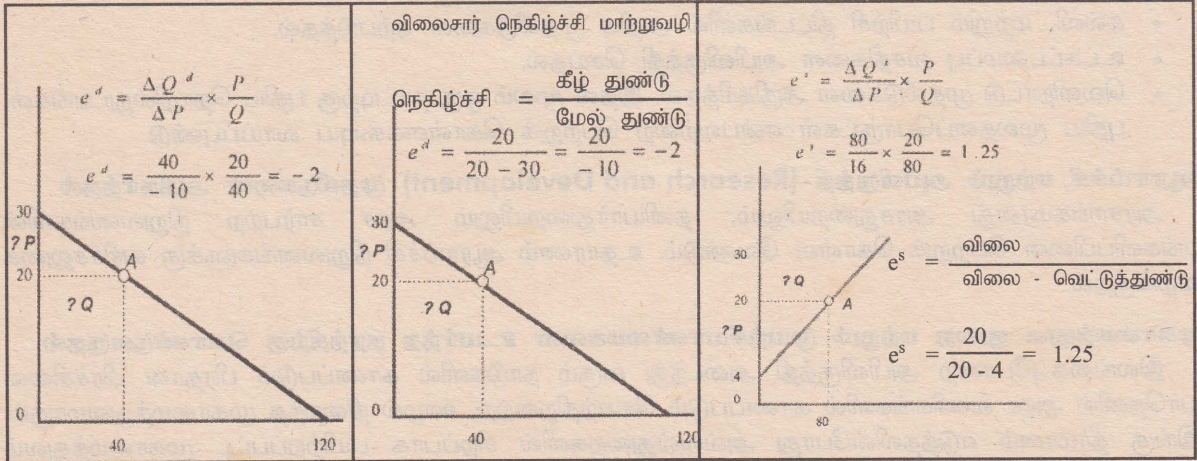 e d = ΔQ d / ΔP × P / Q
e d = 40 / 10 × 20 / 40 = -2
30
? P
A
20
? Q
0
40
120
விலைசார் நெகிழ்ச்சி மாற்றுவழி
நெகிழ்ச்சி = கீழ் துண்டு / மேல் துண்டு
e d = 20 / 20 - 30 = 20 / -10 = -2
30
? P
A
20
? Q
0
40
120
e s = ΔQ s / ΔP × P / Q
e s = 80 / 16 × 20 / 80 = 1.25
30
? Q
20
A
? P
4
0
80
e s = விலை / விலை - வெட்டுத்துண்டு
e s = 20 / 20-4 = 1.25